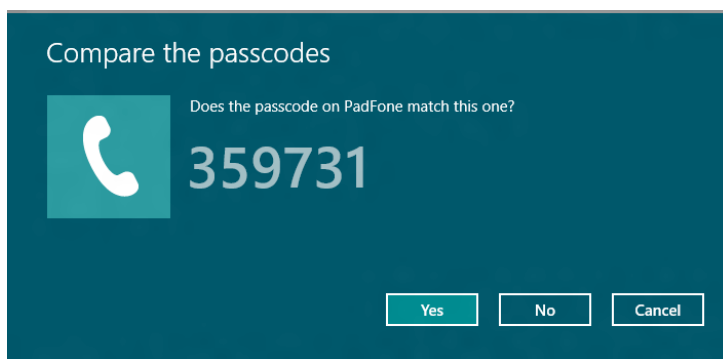 Compare the passcodes
Does the passcode on PadFone match this one?
359731
Yes No Cancel